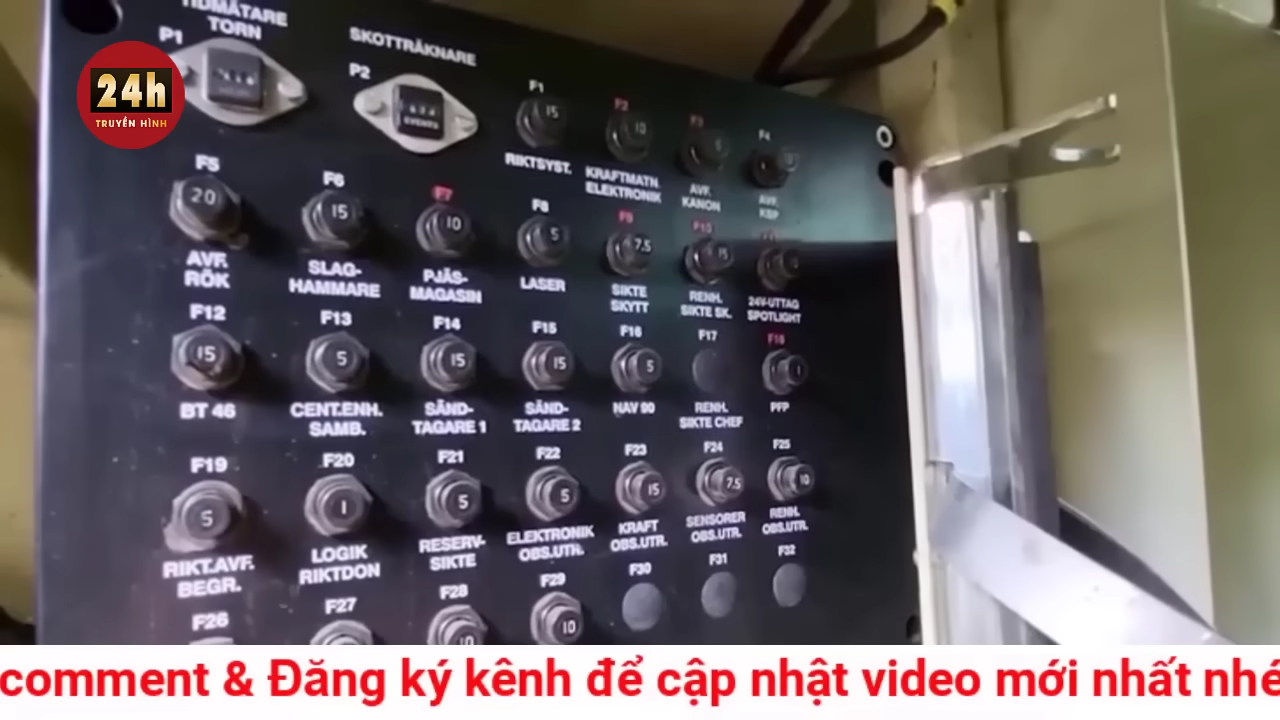 TIDMÄTARE
TORN
P1
SKOTTRÄKNARE
P2
24h
TRUYỀN HÌNH
EVENTS
F1
15
RIKTSYST.
F2
10
KRAFTMATN.
ELEKTRONIK
F3
AVF.
KANON
F4
AVF.
KSP
F5
20
AVF.
RÖK
F6
15
SLAG-
HAMMARE
F7
10
PJÄS-
MAGASIN
F8
5
LASER
F9
7.5
SIKTE
SKYTT
F10
15
RENH.
SIKTE SK.
24V-UTTAG
SPOTLIGHT
F12
15
BT 46
F13
5
CENT.ENH.
SAMB.
F14
15
SÄND-
TAGARE 1
F15
15
SÄND-
TAGARE 2
F16
5
NAV 90
F17
RENH.
SIKTE CHEF
F18
1
PFP
F19
5
RIKT.AVF.
BEGR.
F20
1
LOGIK
RIKTDON
F21
5
RESERV-
SIKTE
F22
5
ELEKTRONIK
OBS.UTR.
F23
15
KRAFT
OBS.UTR.
F24
7.5
SENSORER
OBS.UTR.
F25
10
RENH.
OBS.UTR.
F26
F27
F28
10
F29
10
F30
F31
F32
comment & Đăng ký kênh để cập nhật video mới nhất nhé